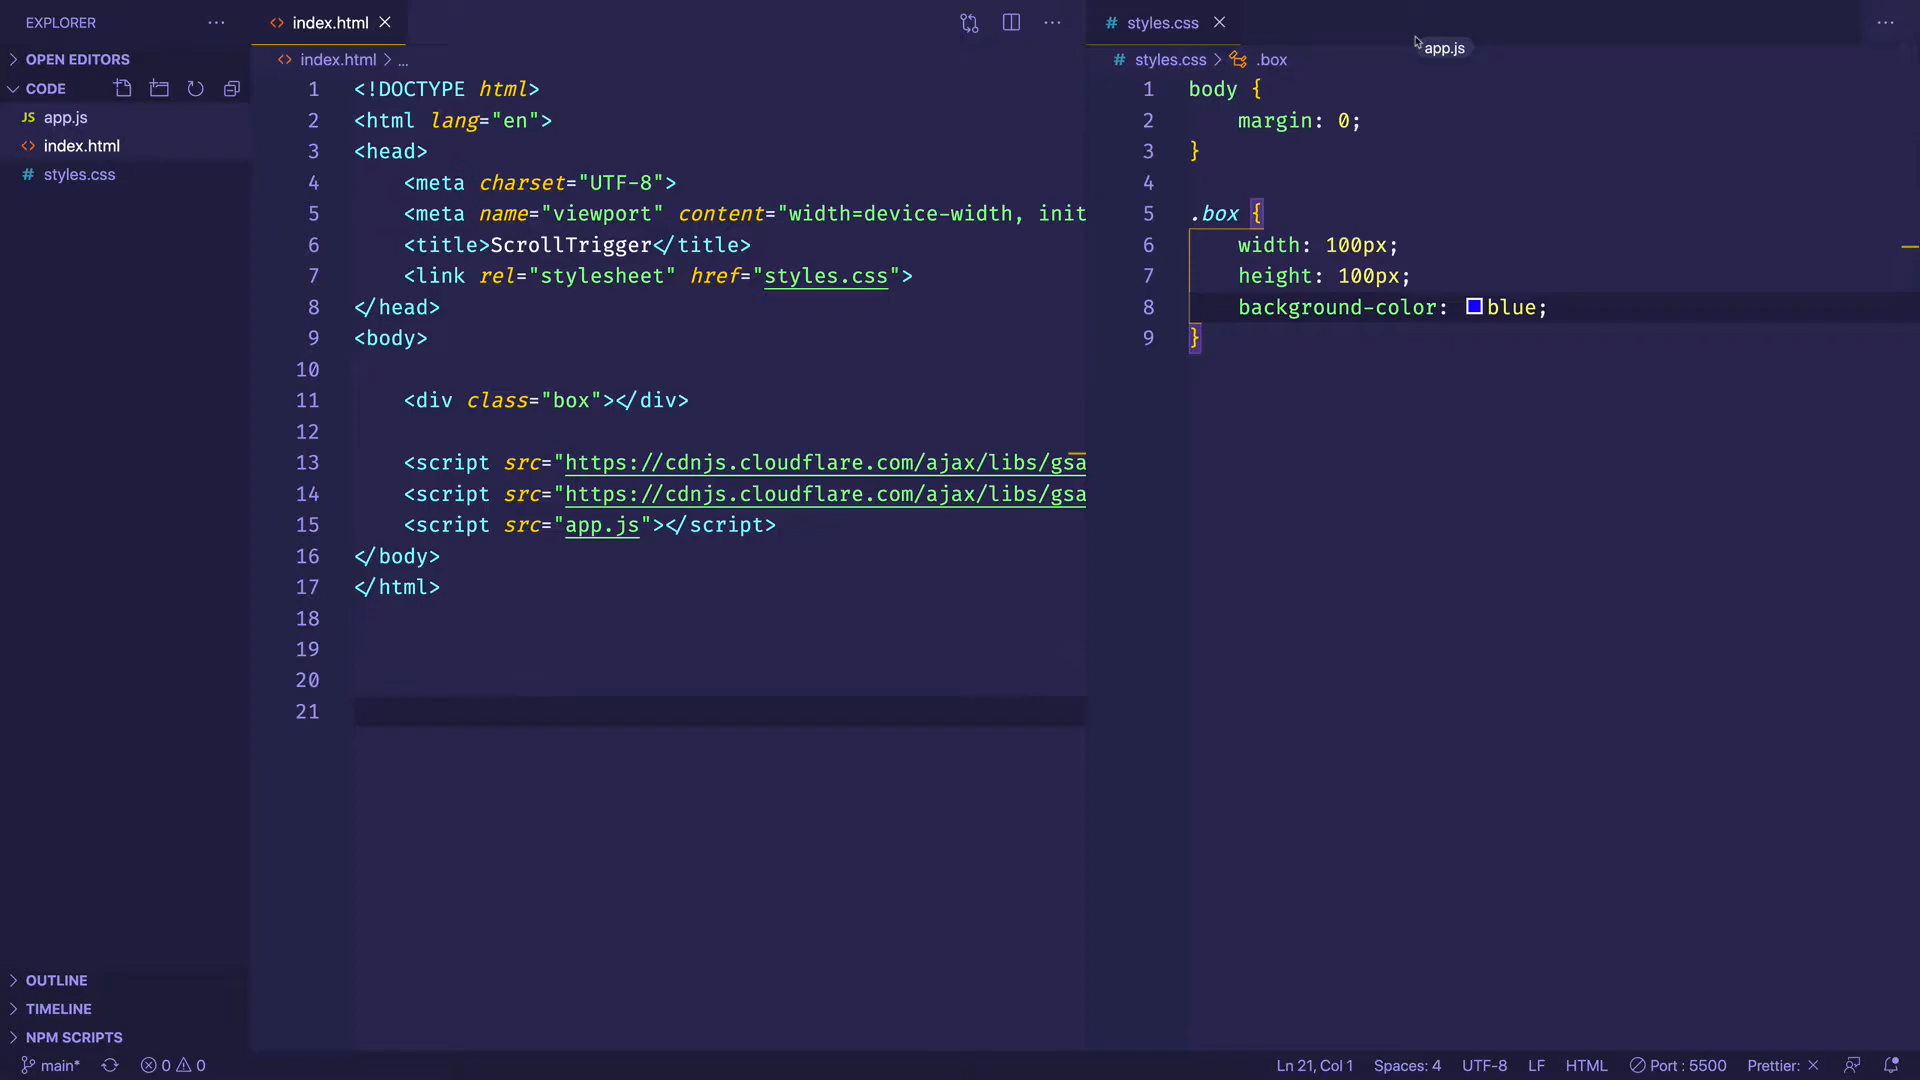 EXPLORER
OPEN EDITORS
CODE
JS app.js
<> index.html
# styles.css
OUTLINE
TIMELINE
NPM SCRIPTS
<> index.html
<> index.html > ...
1 <!DOCTYPE html>
2 <html lang="en">
3 <head>
4 <meta charset="UTF-8">
5 <meta name="viewport" content="width=device-width, init
6 <title>ScrollTrigger</title>
7 <link rel="stylesheet" href="styles.css">
8 </head>
9 <body>
10
11 <div class="box"></div>
12
13 <script src="https://cdnjs.cloudflare.com/ajax/libs/gsa
14 <script src="https://cdnjs.cloudflare.com/ajax/libs/gsa
15 <script src="app.js"></script>
16 </body>
17 </html>
18
19
20
21
# styles.css
app.js
# styles.css > .box
1 body {
2 margin: 0;
3 }
4
5 .box {
6 width: 100px;
7 height: 100px;
8 background-color: blue;
9 }
main* 0 0 Ln 21, Col 1 Spaces: 4 UTF-8 LF HTML Port : 5500 Prettier: ×